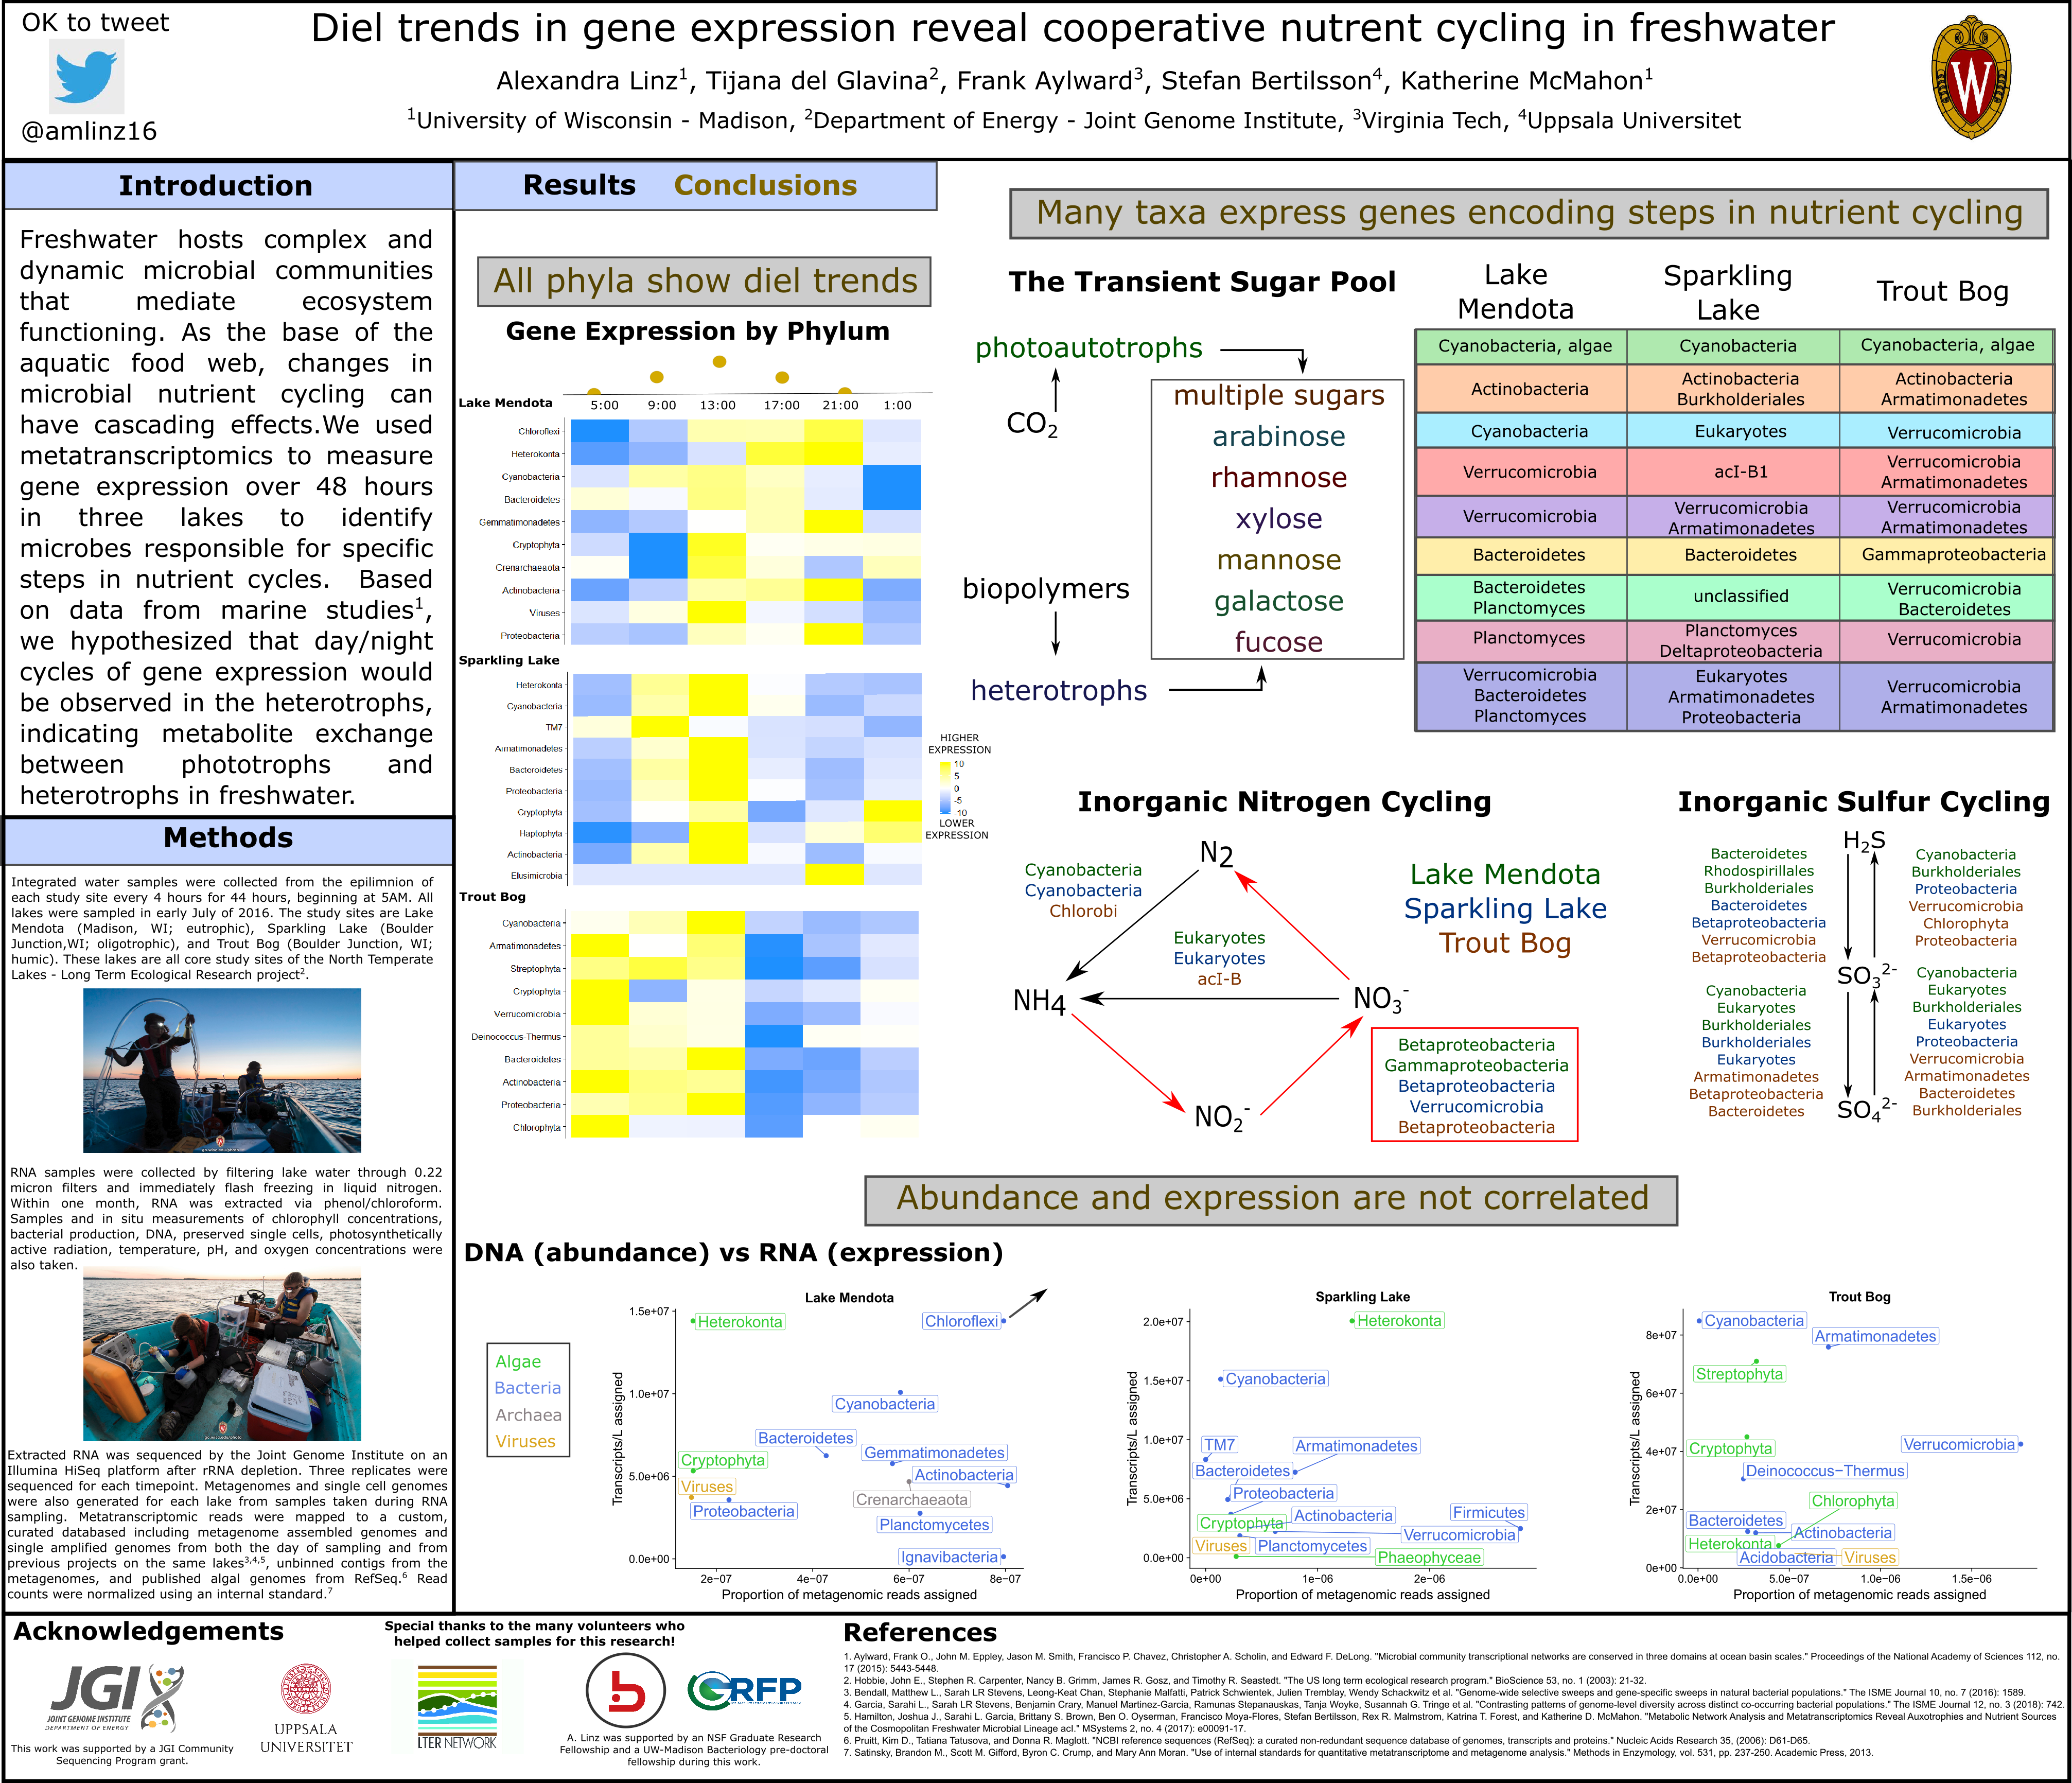 OK to tweet
@amlinz16
Diel trends in gene expression reveal cooperative nutrent cycling in freshwater
Alexandra Linz1, Tijana del Glavina2, Frank Aylward3, Stefan Bertilsson4, Katherine McMahon1
1University of Wisconsin - Madison, 2Department of Energy - Joint Genome Institute, 3Virginia Tech, 4Uppsala Universitet
W
Introduction
Freshwater hosts complex and
dynamic microbial communities
that mediate ecosystem
functioning. As the base of the
aquatic food web, changes in
microbial nutrient cycling can
have cascading effects.We used
metatranscriptomics to measure
gene expression over 48 hours
in three lakes to identify
microbes responsible for specific
steps in nutrient cycles. Based
on data from marine studies1,
we hypothesized that day/night
cycles of gene expression would
be observed in the heterotrophs,
indicating metabolite exchange
between phototrophs and
heterotrophs in freshwater.
Methods
Integrated water samples were collected from the epilimnion of
each study site every 4 hours for 44 hours, beginning at 5AM. All
lakes were sampled in early July of 2016. The study sites are Lake
Mendota (Madison, WI; eutrophic), Sparkling Lake (Boulder
Junction,WI; oligotrophic), and Trout Bog (Boulder Junction, WI;
humic). These lakes are all core study sites of the North Temperate
Lakes - Long Term Ecological Research project2.
RNA samples were collected by filtering lake water through 0.22
micron filters and immediately flash freezing in liquid nitrogen.
Within one month, RNA was extracted via phenol/chloroform.
Samples and in situ measurements of chlorophyll concentrations,
bacterial production, DNA, preserved single cells, photosynthetically
active radiation, temperature, pH, and oxygen concentrations were
also taken.
Extracted RNA was sequenced by the Joint Genome Institute on an
Illumina HiSeq platform after rRNA depletion. Three replicates were
sequenced for each timepoint. Metagenomes and single cell genomes
were also generated for each lake from samples taken during RNA
sampling. Metatranscriptomic reads were mapped to a custom,
curated databased including metagenome assembled genomes and
single amplified genomes from both the day of sampling and from
previous projects on the same lakes3,4,5, unbinned contigs from the
metagenomes, and published algal genomes from RefSeq.6 Read
counts were normalized using an internal standard.7
Results Conclusions
All phyla show diel trends
Gene Expression by Phylum
Lake Mendota 5:00 9:00 13:00 17:00 21:00 1:00
Chloroflexi
Heterokonta
Cyanobacteria
Bacteroidetes
Gemmatimonadetes
Cryptophyta
Crenarchaeaota
Actinobacteria
Viruses
Proteobacteria
Sparkling Lake
Heterokonta
Cyanobacteria
TM7
Armatimonadetes
Bacteroidetes
Proteobacteria
Cryptophyta
Haptophyta
Actinobacteria
Elusimicrobia
Trout Bog
Cyanobacteria
Armatimonadetes
Streptophyta
Cryptophyta
Verrucomicrobia
Deinococcus-Thermus
Bacteroidetes
Actinobacteria
Proteobacteria
Chlorophyta
HIGHER
EXPRESSION
10
5
0
-5
-10
LOWER
EXPRESSION
Many taxa express genes encoding steps in nutrient cycling
The Transient Sugar Pool
photoautotrophs
CO2
biopolymers
heterotrophs
multiple sugars
arabinose
rhamnose
xylose
mannose
galactose
fucose
Lake Mendota
Sparkling Lake
Trout Bog
Cyanobacteria, algae | Cyanobacteria | Cyanobacteria, algae
Actinobacteria | Actinobacteria Burkholderiales | Actinobacteria Armatimonadetes
Cyanobacteria | Eukaryotes | Verrucomicrobia
Verrucomicrobia | acI-B1 | Verrucomicrobia Armatimonadetes
Verrucomicrobia | Verrucomicrobia Armatimonadetes | Verrucomicrobia Armatimonadetes
Bacteroidetes | Bacteroidetes | Gammaproteobacteria
Bacteroidetes Planctomyces | unclassified | Verrucomicrobia Bacteroidetes
Planctomyces | Planctomyces Deltaproteobacteria | Verrucomicrobia
Verrucomicrobia Bacteroidetes Planctomyces | Eukaryotes Armatimonadetes Proteobacteria | Verrucomicrobia Armatimonadetes
Inorganic Nitrogen Cycling
N2
Cyanobacteria
Cyanobacteria
Chlorobi
Eukaryotes
Eukaryotes
acI-B
NH4
NO3-
NO2-
Lake Mendota
Sparkling Lake
Trout Bog
Betaproteobacteria
Gammaproteobacteria
Betaproteobacteria
Verrucomicrobia
Betaproteobacteria
Inorganic Sulfur Cycling
H2S
Bacteroidetes
Rhodospirillales
Burkholderiales
Bacteroidetes
Betaproteobacteria
Verrucomicrobia
Betaproteobacteria
Cyanobacteria
Burkholderiales
Proteobacteria
Verrucomicrobia
Chlorophyta
Proteobacteria
SO3 2-
Cyanobacteria
Eukaryotes
Burkholderiales
Burkholderiales
Eukaryotes
Armatimonadetes
Betaproteobacteria
Bacteroidetes
Cyanobacteria
Eukaryotes
Burkholderiales
Eukaryotes
Proteobacteria
Verrucomicrobia
Armatimonadetes
Bacteroidetes
Burkholderiales
SO4 2-
Abundance and expression are not correlated
DNA (abundance) vs RNA (expression)
Algae
Bacteria
Archaea
Viruses
Lake Mendota
Transcripts/L assigned
1.5e+07
1.0e+07
5.0e+06
0.0e+00
Heterokonta
Chloroflexi
Cyanobacteria
Bacteroidetes
Gemmatimonadetes
Cryptophyta
Actinobacteria
Viruses
Crenarchaeaota
Proteobacteria
Planctomycetes
Ignavibacteria
2e-07 4e-07 6e-07 8e-07
Proportion of metagenomic reads assigned
Sparkling Lake
Transcripts/L assigned
2.0e+07
1.5e+07
1.0e+07
5.0e+06
0.0e+00
Heterokonta
Cyanobacteria
TM7
Armatimonadetes
Bacteroidetes
Proteobacteria
Actinobacteria
Firmicutes
Cryptophyta
Verrucomicrobia
Viruses
Planctomycetes
Phaeophyceae
0e+00 1e-06 2e-06
Proportion of metagenomic reads assigned
Trout Bog
Transcripts/L assigned
8e+07
6e+07
4e+07
2e+07
0e+00
Cyanobacteria
Armatimonadetes
Streptophyta
Cryptophyta
Verrucomicrobia
Deinococcus-Thermus
Chlorophyta
Bacteroidetes
Actinobacteria
Heterokonta
Acidobacteria
Viruses
0.0e+00 5.0e-07 1.0e-06 1.5e-06
Proportion of metagenomic reads assigned
Acknowledgements
JGI
JOINT GENOME INSTITUTE
DEPARTMENT OF ENERGY
This work was supported by a JGI Community
Sequencing Program grant.
UPPSALA
UNIVERSITET
Special thanks to the many volunteers who
helped collect samples for this research!
LTER NETWORK
b
GRFP
A. Linz was supported by an NSF Graduate Research
Fellowship and a UW-Madison Bacteriology pre-doctoral
fellowship during this work.
References
1. Aylward, Frank O., John M. Eppley, Jason M. Smith, Francisco P. Chavez, Christopher A. Scholin, and Edward F. DeLong. "Microbial community transcriptional networks are conserved in three domains at ocean basin scales." Proceedings of the National Academy of Sciences 112, no.
17 (2015): 5443-5448.
2. Hobbie, John E., Stephen R. Carpenter, Nancy B. Grimm, James R. Gosz, and Timothy R. Seastedt. "The US long term ecological research program." BioScience 53, no. 1 (2003): 21-32.
3. Bendall, Matthew L., Sarah LR Stevens, Leong-Keat Chan, Stephanie Malfatti, Patrick Schwientek, Julien Tremblay, Wendy Schackwitz et al. "Genome-wide selective sweeps and gene-specific sweeps in natural bacterial populations." The ISME Journal 10, no. 7 (2016): 1589.
4. Garcia, Sarahi L., Sarah LR Stevens, Benjamin Crary, Manuel Martinez-Garcia, Ramunas Stepanauskas, Tanja Woyke, Susannah G. Tringe et al. "Contrasting patterns of genome-level diversity across distinct co-occurring bacterial populations." The ISME Journal 12, no. 3 (2018): 742.
5. Hamilton, Joshua J., Sarahi L. Garcia, Brittany S. Brown, Ben O. Oyserman, Francisco Moya-Flores, Stefan Bertilsson, Rex R. Malmstrom, Katrina T. Forest, and Katherine D. McMahon. "Metabolic Network Analysis and Metatranscriptomics Reveal Auxotrophies and Nutrient Sources
of the Cosmopolitan Freshwater Microbial Lineage acI." MSystems 2, no. 4 (2017): e00091-17.
6. Pruitt, Kim D., Tatiana Tatusova, and Donna R. Maglott. "NCBI reference sequences (RefSeq): a curated non-redundant sequence database of genomes, transcripts and proteins." Nucleic Acids Research 35, (2006): D61-D65.
7. Satinsky, Brandon M., Scott M. Gifford, Byron C. Crump, and Mary Ann Moran. "Use of internal standards for quantitative metatranscriptome and metagenome analysis." Methods in Enzymology, vol. 531, pp. 237-250. Academic Press, 2013.